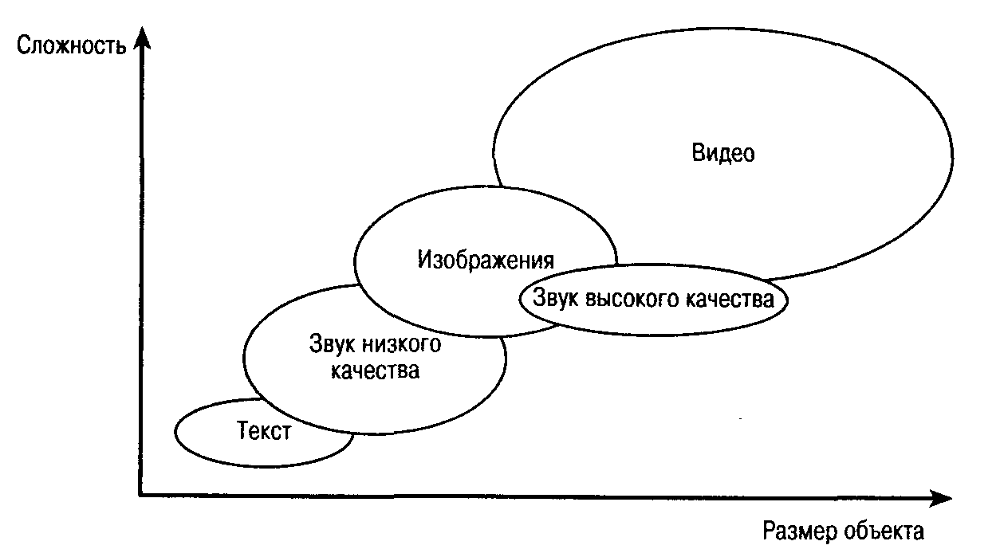 Сложность
Видео
Изображения
Звук высокого качества
Звук низкого
качества
Текст
Размер объекта